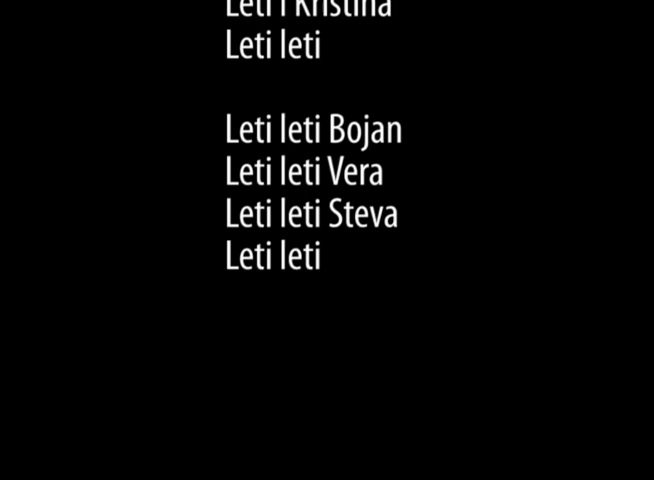 Leti i Kristina
Leti leti
Leti leti Bojan
Leti leti Vera
Leti leti Steva
Leti leti